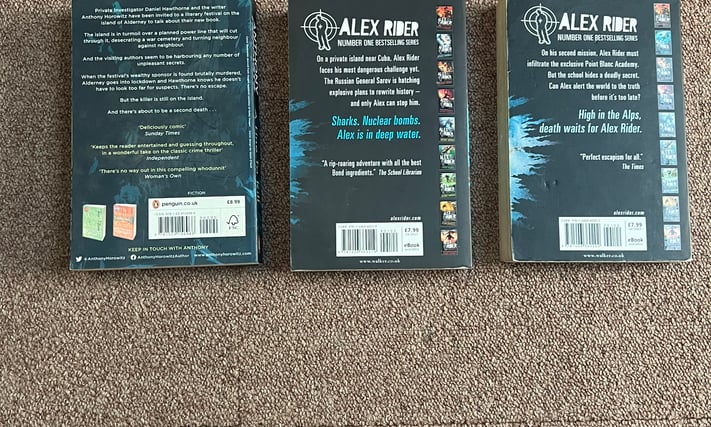 Private Investigator Daniel Hawthorne and the writer
Anthony Horowitz have been invited to a literary festival on the
island of Alderney to talk about their new book.
The Island is in turmoil over a planned power line that will cut
through it, desecrating a war cemetery and turning neighbour
against neighbour.
And the visiting authors seem to be harbouring any number of
unpleasant secrets.
When the festival's wealthy sponsor is found brutally murdered,
Alderney goes into lockdown and Hawthorne knows he doesn't
have to look too far for suspects. There's no escape.
But the killer is still on the island.
And there's about to be a second death...
'Deliciously comic'
Sunday Times
'Keeps the reader entertained and guessing throughout,
in a wonderful take on the classic crime thriller'
Independent
'There's no way out in this compelling whodunnit'
Woman's Own
FICTION
penguin.co.uk
£8.99
FSC
KEEP IN TOUCH WITH ANTHONY
@AnthonyHorowitz
AnthonyHorowitzAuthor
www.anthonyhorowitz.com
ALEX RIDER
NUMBER ONE BESTSELLING SERIES
On a private island near Cuba, Alex Rider
faces his most dangerous challenge yet.
The Russian General Sarov is hatching
explosive plans to rewrite history –
and only Alex can stop him.
Sharks. Nuclear bombs.
Alex is in deep water.
"A rip-roaring adventure with all the best
Bond ingredients." The School Librarian
alexrider.com
£7.99
eBook
www.walker.co.uk
ALEX RIDER
NUMBER ONE BESTSELLING SERIES
On his second mission, Alex Rider must
infiltrate the exclusive Point Blanc Academy.
But the school hides a deadly secret.
Can Alex alert the world to the truth
before it's too late?
High in the Alps,
death waits for Alex Rider.
"Perfect escapism for all."
The Times
alexrider.com
£7.99
eBook
www.walker.co.uk